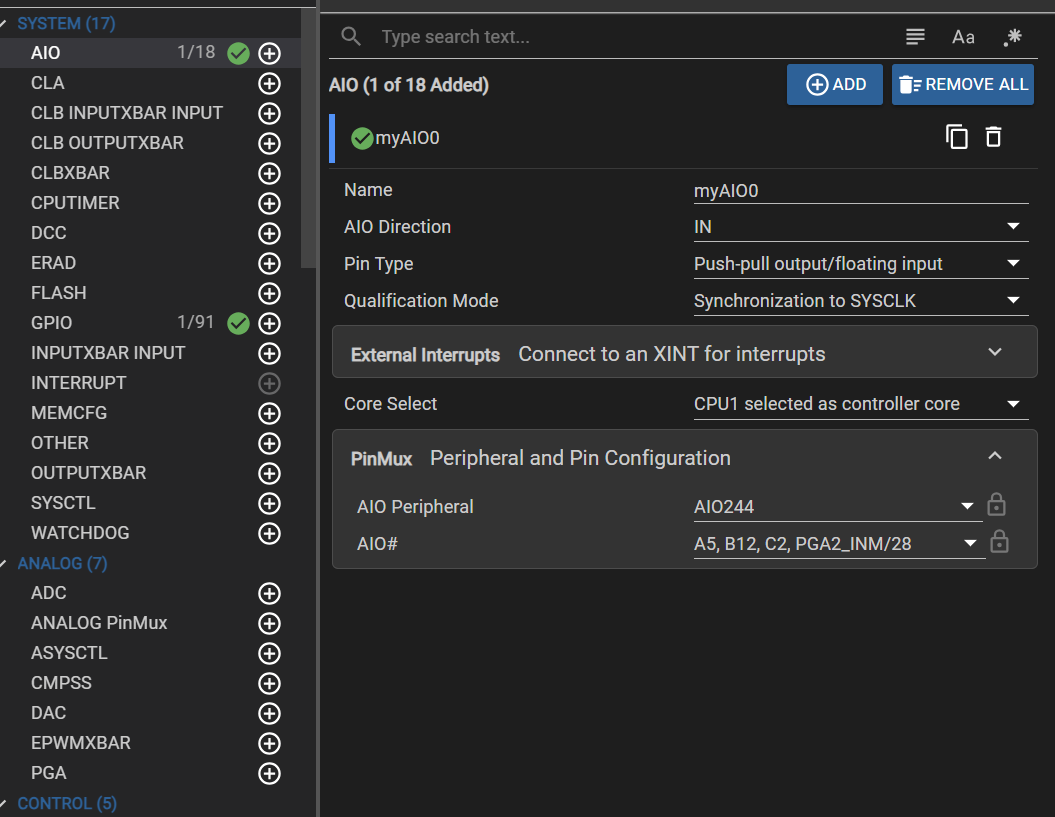 SYSTEM (17)
AIO 1/18
CLA
CLB INPUTXBAR INPUT
CLB OUTPUTXBAR
CLBXBAR
CPUTIMER
DCC
ERAD
FLASH
GPIO 1/91
INPUTXBAR INPUT
INTERRUPT
MEMCFG
OTHER
OUTPUTXBAR
SYSCTL
WATCHDOG
ANALOG (7)
ADC
ANALOG PinMux
ASYSCTL
CMPSS
DAC
EPWMXBAR
PGA
CONTROL (5)
Type search text... Aa .*
AIO (1 of 18 Added) ADD REMOVE ALL
myAIO0
Name myAIO0
AIO Direction IN
Pin Type Push-pull output/floating input
Qualification Mode Synchronization to SYSCLK
External Interrupts Connect to an XINT for interrupts
Core Select CPU1 selected as controller core
PinMux Peripheral and Pin Configuration
AIO Peripheral AIO244
AIO# A5, B12, C2, PGA2_INM/28